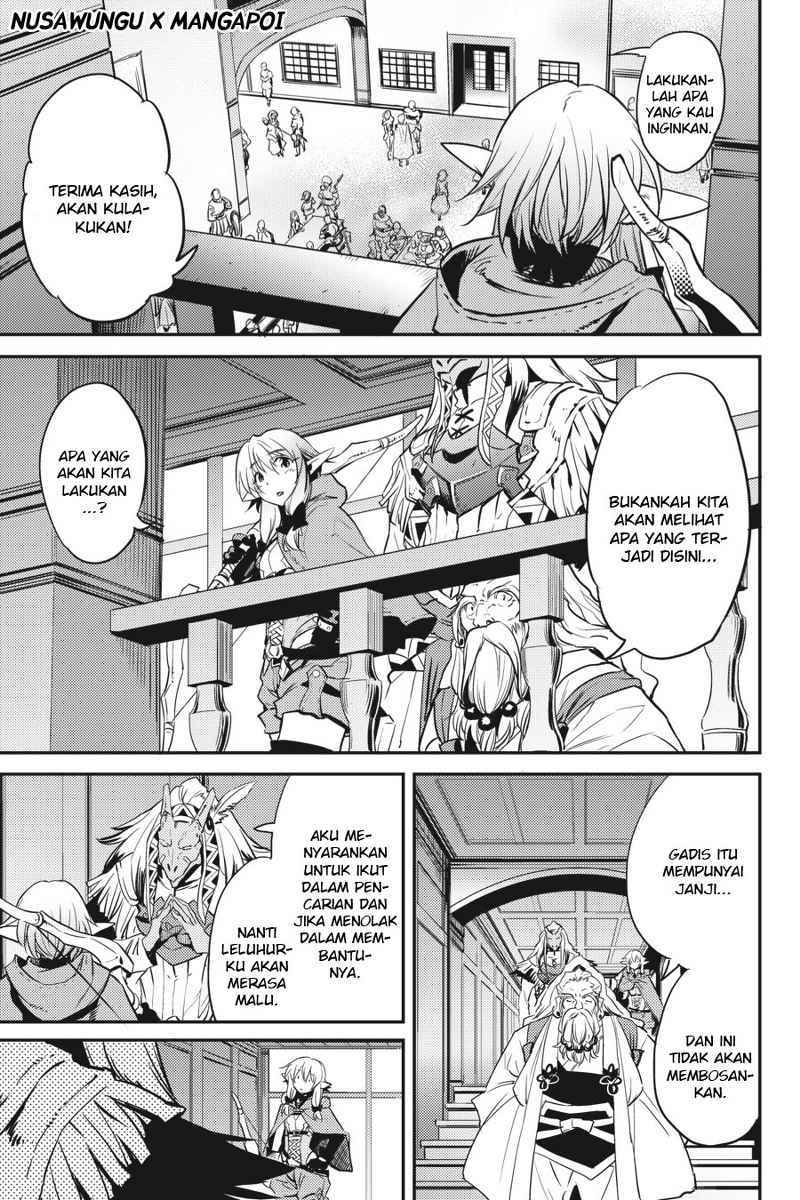 NUSAWUNGU X MANGAPOI
LAKUKAN-
LAH APA
YANG KAU
INGINKAN.
TERIMA KASIH,
AKAN KULA-
KUKAN!
BUKANKAH KITA
AKAN MELIHAT
APA YANG TER-
JADI DISINI...
APA YANG
AKAN KITA
LAKUKAN
...?
GADIS ITU
MEMPUNYAI
JANJI...
DAN INI
TIDAK AKAN
MEMBOSAN-
KAN.
AKU ME-
NYARANKAN
UNTUK IKUT
DALAM PEN-
CARIAN DAN
JIKA MENOLAK
DALAM MEM-
BANTU-
NYA.
NANTI
LELUHUR-
KU AKAN
MERASA
MALU.